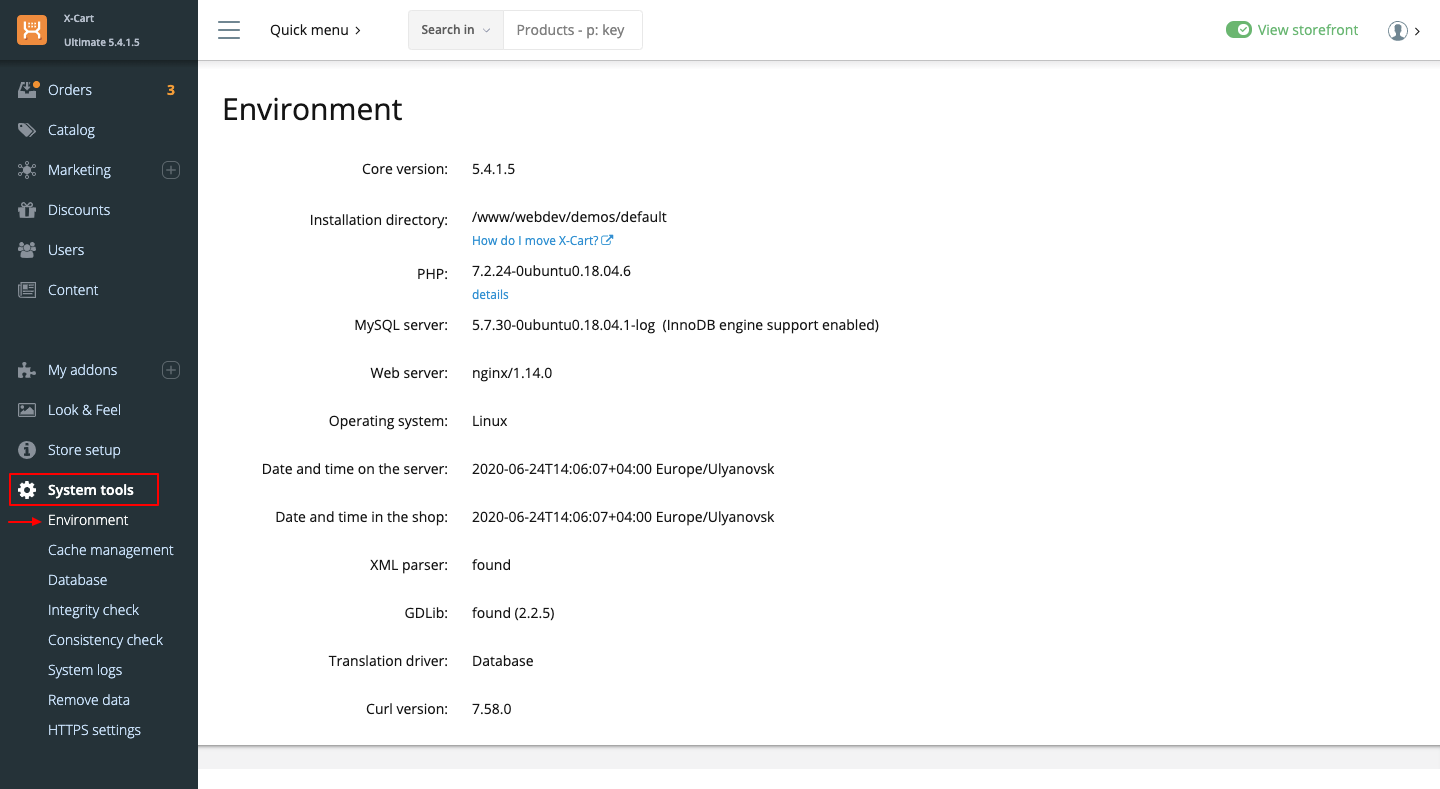 X-Cart
Ultimate 5.4.1.5
Quick menu
Search in
Products - p: key
View storefront
Orders 3
Catalog
Marketing
Discounts
Users
Content
My addons
Look & Feel
Store setup
System tools
Environment
Cache management
Database
Integrity check
Consistency check
System logs
Remove data
HTTPS settings
Environment
Core version: 5.4.1.5
Installation directory: /www/webdev/demos/default
How do I move X-Cart?
PHP: 7.2.24-0ubuntu0.18.04.6
details
MySQL server: 5.7.30-0ubuntu0.18.04.1-log (InnoDB engine support enabled)
Web server: nginx/1.14.0
Operating system: Linux
Date and time on the server: 2020-06-24T14:06:07+04:00 Europe/Ulyanovsk
Date and time in the shop: 2020-06-24T14:06:07+04:00 Europe/Ulyanovsk
XML parser: found
GDLib: found (2.2.5)
Translation driver: Database
Curl version: 7.58.0